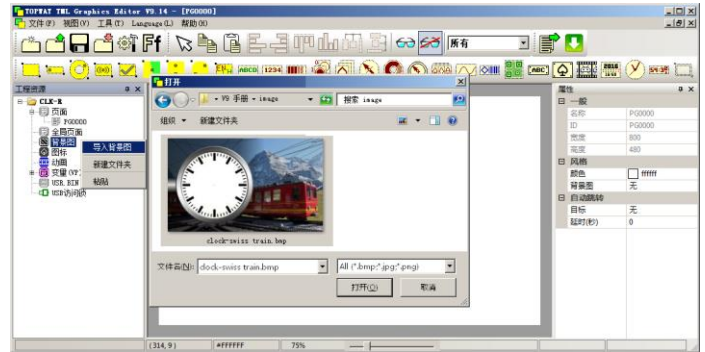 TOPWAY TML Graphics Editor V9.14 - [PG0000]
文件(F) 视图(V) 工具(T) Language(L) 帮助(H)
Ff
所有
ABCD
1234
ABC
工程资源
CLK-R
页面
PG0000
全局页面
背景图
图标
动画
变量(VP)
USR_BIN
USB访问
导入背景图
新建文件夹
粘贴
打开
V9 手册
image
搜索 image
组织
新建文件夹
clock-swiss train.bmp
文件名(N):
clock-swiss train.bmp
All (*.bmp;*.jpg;*.png)
打开(O)
取消
属性
一般
名称 PG0000
ID PG0000
宽度 800
高度 480
风格
颜色 ffffff
背景图 无
自动跳转
目标 无
延时(秒) 0
(314, 9)
#FFFFFF
75%